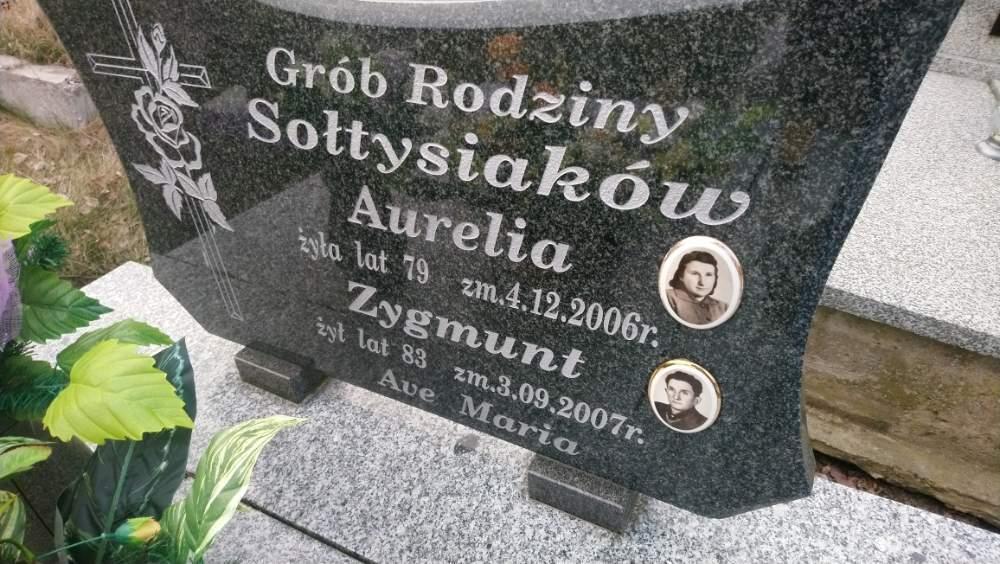 Grób Rodziny
Sołtysiaków
Aurelia
żyła lat 79 zm.4.12.2006r.
Zygmunt
żył lat 83 zm.3.09.2007r.
Ave Maria